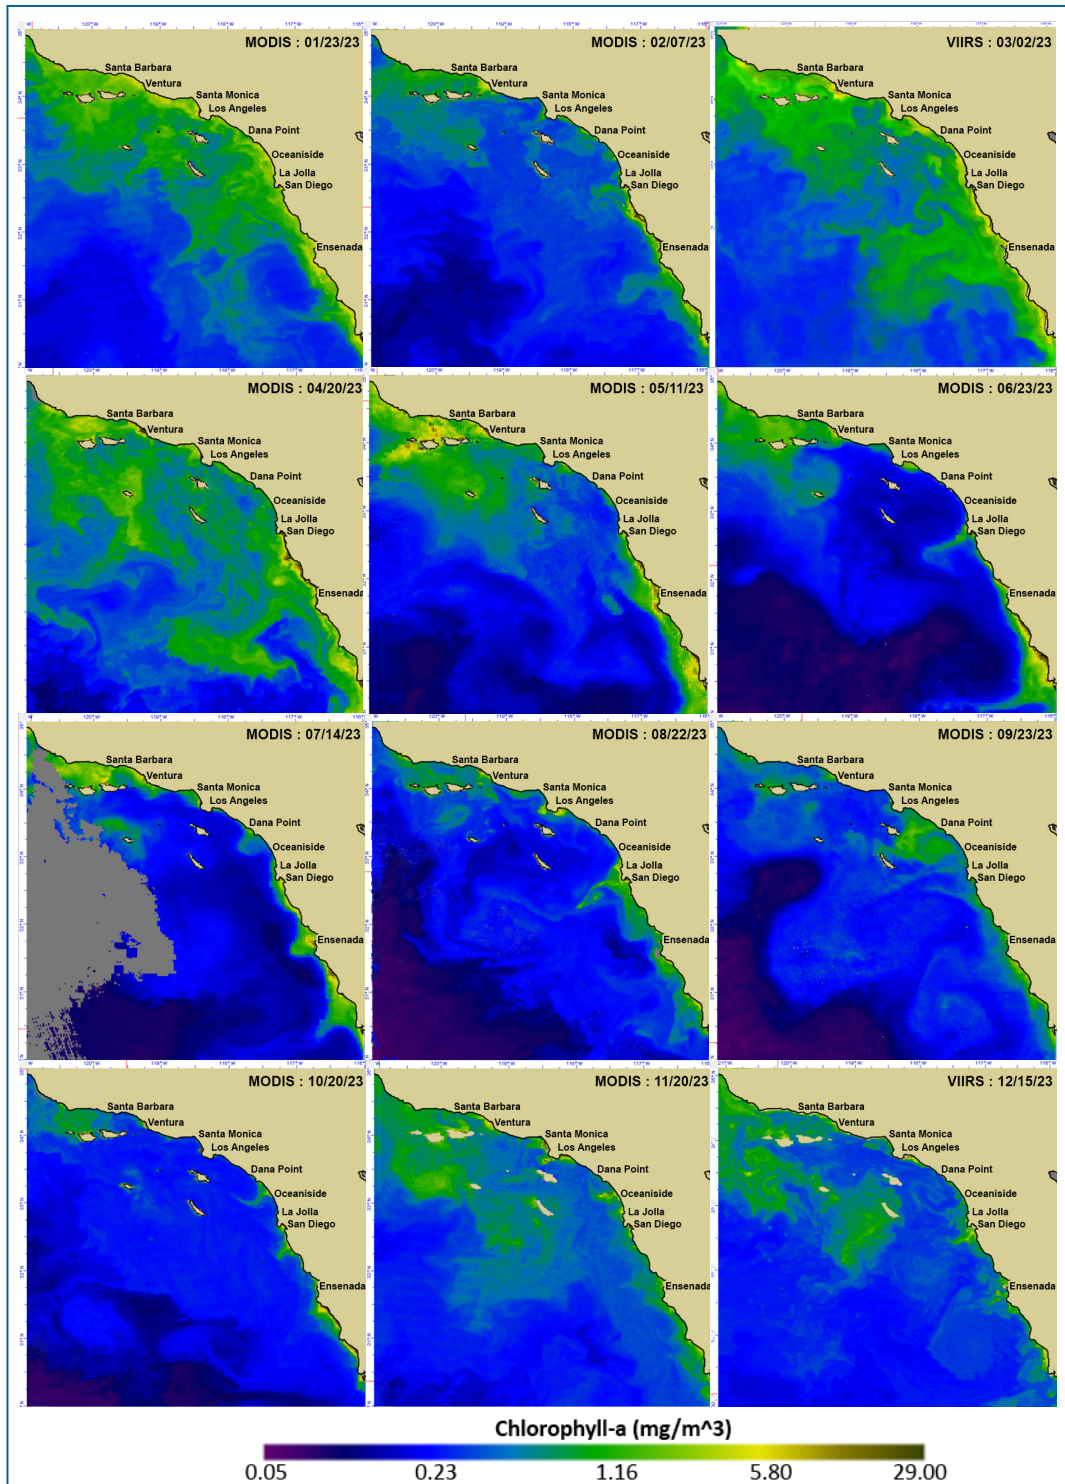 MODIS : 01/23/23
Santa Barbara
Ventura
Santa Monica
Los Angeles
Dana Point
Oceaniside
La Jolla
San Diego
Ensenada
MODIS : 02/07/23
Santa Barbara
Ventura
Santa Monica
Los Angeles
Dana Point
Oceaniside
La Jolla
San Diego
Ensenada
VIIRS : 03/02/23
Santa Barbara
Ventura
Santa Monica
Los Angeles
Dana Point
Oceaniside
La Jolla
San Diego
Ensenada
MODIS : 04/20/23
Santa Barbara
Ventura
Santa Monica
Los Angeles
Dana Point
Oceaniside
La Jolla
San Diego
Ensenada
MODIS : 05/11/23
Santa Barbara
Ventura
Santa Monica
Los Angeles
Dana Point
Oceaniside
La Jolla
San Diego
Ensenada
MODIS : 06/23/23
Santa Barbara
Ventura
Santa Monica
Los Angeles
Dana Point
Oceaniside
La Jolla
San Diego
Ensenada
MODIS : 07/14/23
Santa Barbara
Ventura
Santa Monica
Los Angeles
Dana Point
Oceaniside
La Jolla
San Diego
Ensenada
MODIS : 08/22/23
Santa Barbara
Ventura
Santa Monica
Los Angeles
Dana Point
Oceaniside
La Jolla
San Diego
Ensenada
MODIS : 09/23/23
Santa Barbara
Ventura
Santa Monica
Los Angeles
Dana Point
Oceaniside
La Jolla
San Diego
Ensenada
MODIS : 10/20/23
Santa Barbara
Ventura
Santa Monica
Los Angeles
Dana Point
Oceaniside
La Jolla
San Diego
Ensenada
MODIS : 11/20/23
Santa Barbara
Ventura
Santa Monica
Los Angeles
Dana Point
Oceaniside
La Jolla
San Diego
Ensenada
VIIRS : 12/15/23
Santa Barbara
Ventura
Santa Monica
Los Angeles
Dana Point
Oceaniside
La Jolla
San Diego
Ensenada
Chlorophyll-a (mg/m^3)
0.05 0.23 1.16 5.80 29.00